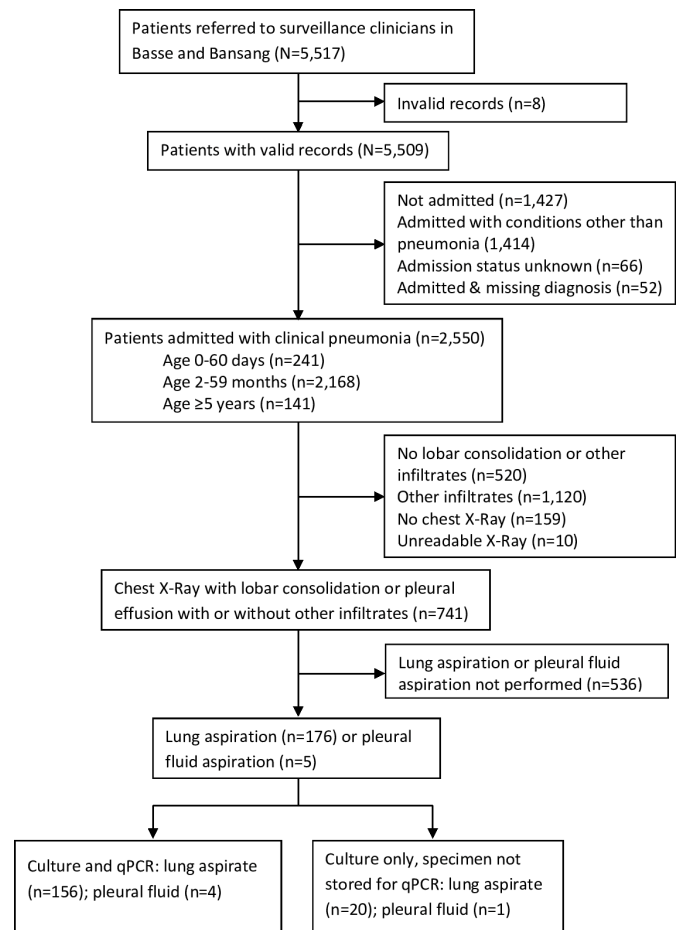 Patients referred to surveillance clinicians in
Basse and Bansang (N=5,517)
Invalid records (n=8)
Patients with valid records (N=5,509)
Not admitted (n=1,427)
Admitted with conditions other than
pneumonia (1,414)
Admission status unknown (n=66)
Admitted & missing diagnosis (n=52)
Patients admitted with clinical pneumonia (n=2,550)
Age 0-60 days (n=241)
Age 2-59 months (n=2,168)
Age ≥5 years (n=141)
No lobar consolidation or other
infiltrates (n=520)
Other infiltrates (n=1,120)
No chest X-Ray (n=159)
Unreadable X-Ray (n=10)
Chest X-Ray with lobar consolidation or pleural
effusion with or without other infiltrates (n=741)
Lung aspiration or pleural fluid
aspiration not performed (n=536)
Lung aspiration (n=176) or pleural
fluid aspiration (n=5)
Culture and qPCR: lung aspirate
(n=156); pleural fluid (n=4)
Culture only, specimen not
stored for qPCR: lung aspirate
(n=20); pleural fluid (n=1)